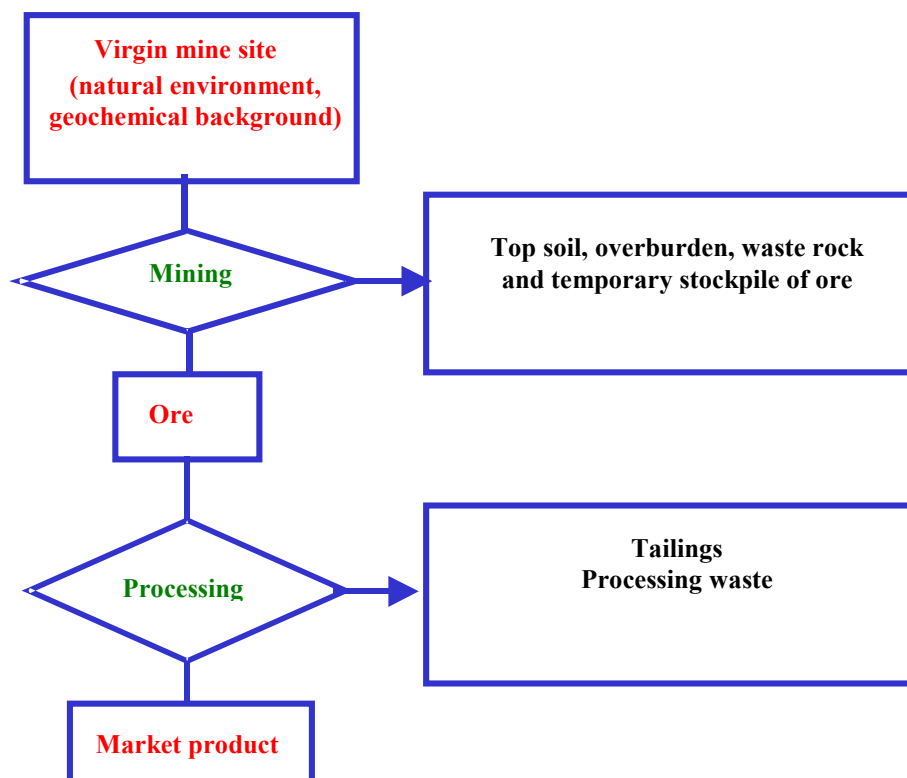 Virgin mine site
(natural environment,
geochemical background)
Mining
Top soil, overburden, waste rock
and temporary stockpile of ore
Ore
Processing
Tailings
Processing waste
Market product